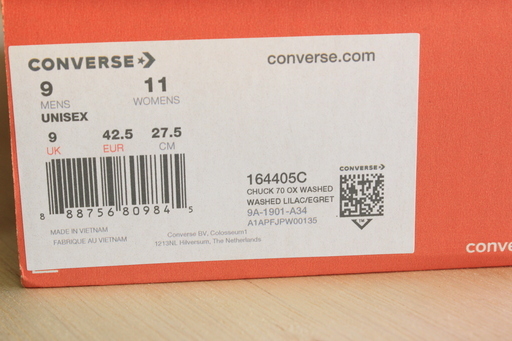 CONVERSE
converse.com
9 11
MENS WOMENS
UNISEX
9 42.5 27.5
UK EUR CM
8 88756 80984 5
MADE IN VIETNAM
FABRIQUE AU VIETNAM
Converse BV, Colosseum1
1213NL Hilversum, The Netherlands
164405C
CHUCK 70 OX WASHED
WASHED LILAC/EGRET
9A-1901-A34
A1APFJPW00135
CONVERSE
conve